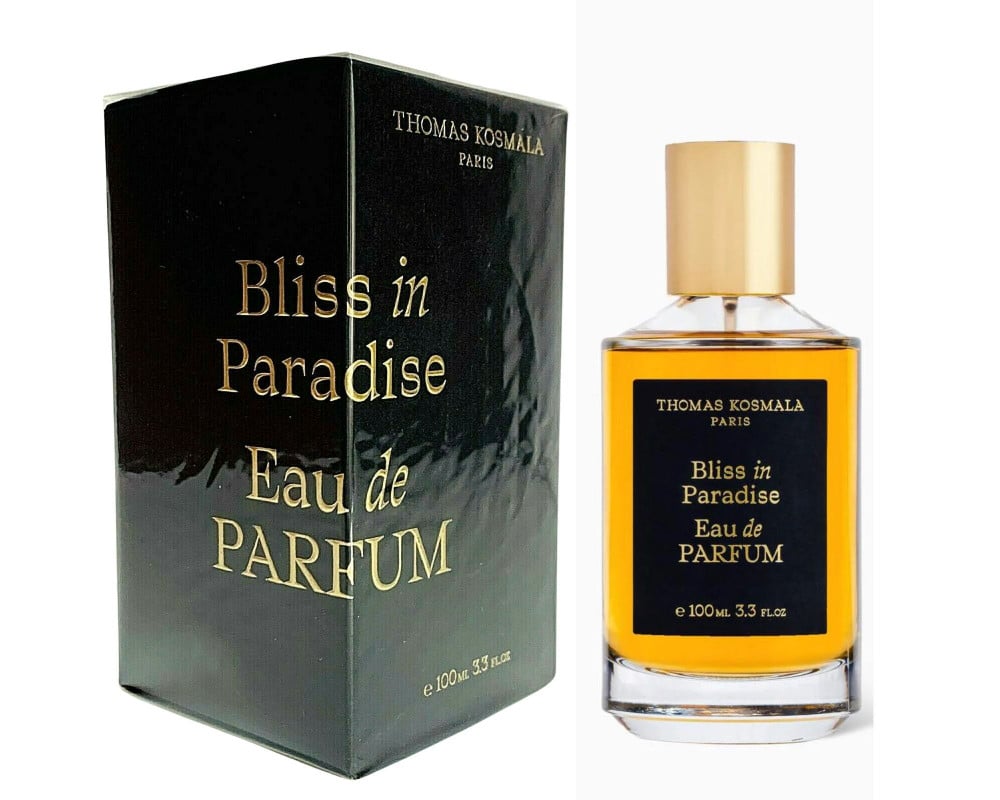 THOMAS KOSMALA
PARIS
Bliss in
Paradise
Eau de
PARFUM
e 100ML 3.3 FL.OZ
THOMAS KOSMALA
PARIS
Bliss in
Paradise
Eau de
PARFUM
e 100ML 3.3 FL.OZ